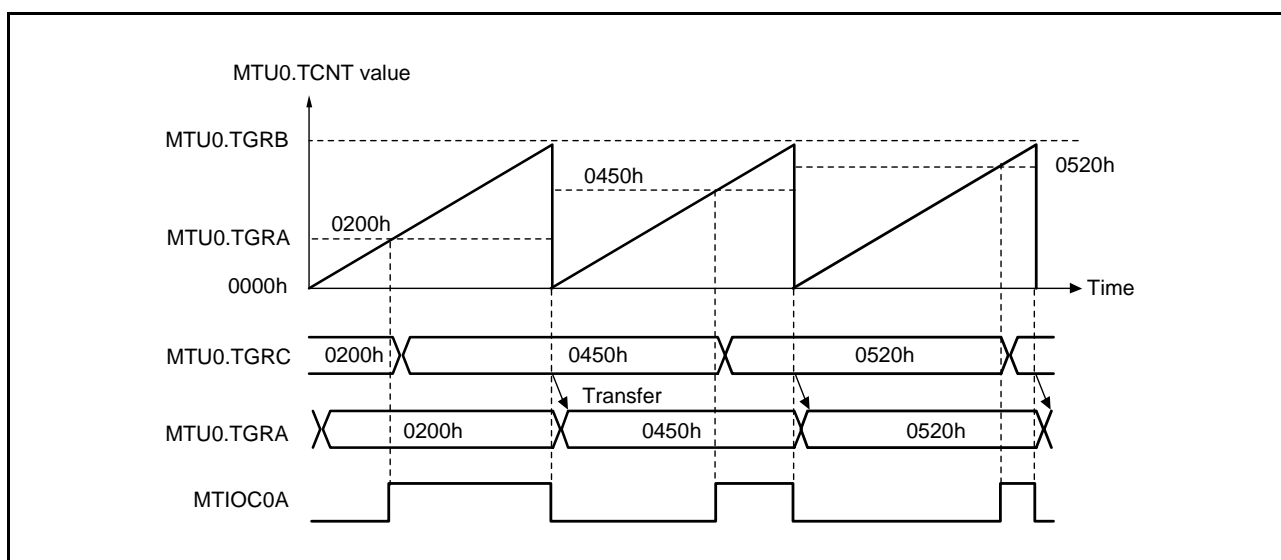 MTU0.TCNT value
MTU0.TGRB
0520h
0450h
0200h
MTU0.TGRA
0000h
Time
MTU0.TGRC 0200h 0450h 0520h
Transfer
MTU0.TGRA 0200h 0450h 0520h
MTIOC0A